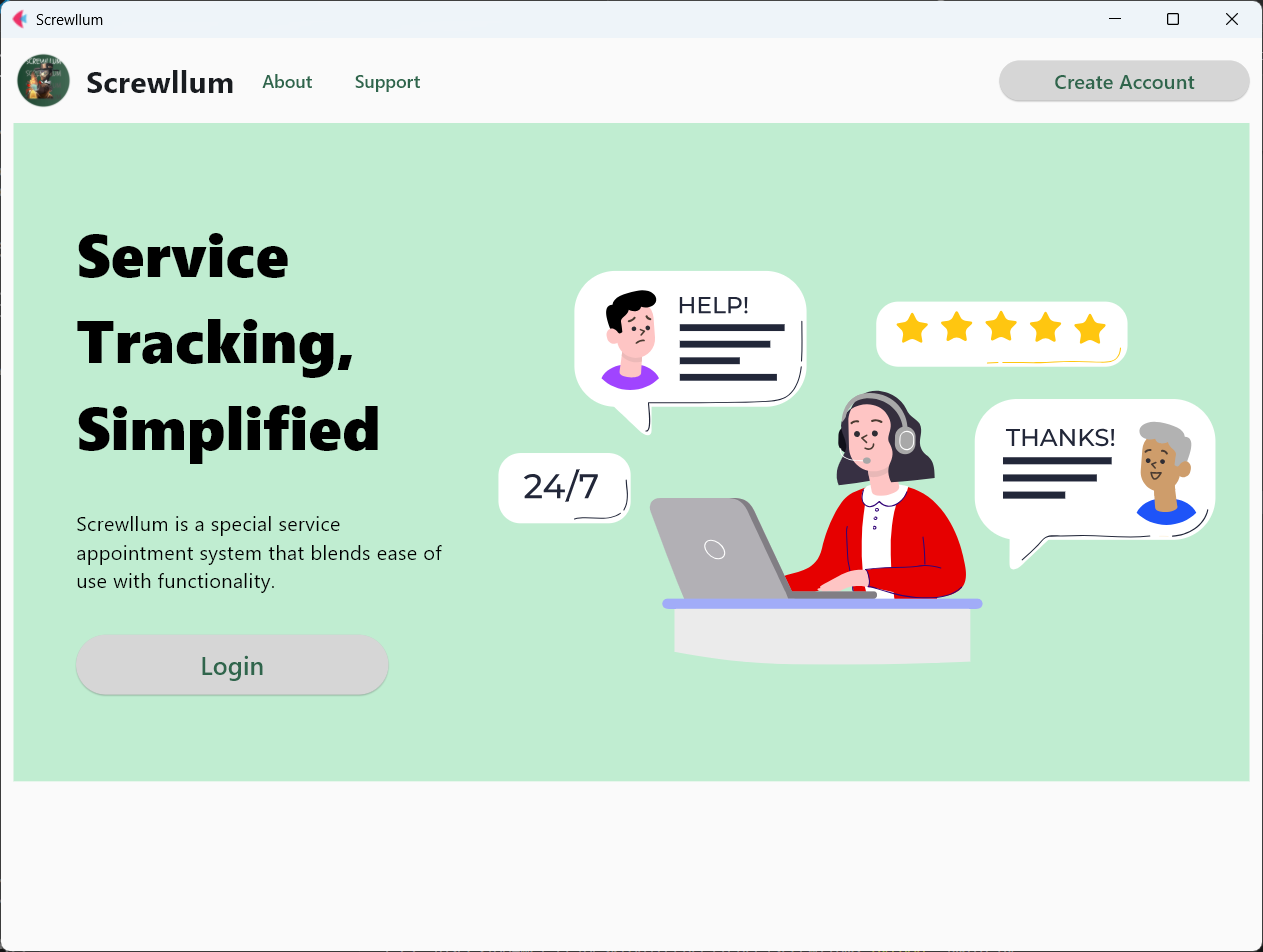 Screwllum
Screwllum
About
Support
Create Account
Service
Tracking,
Simplified
Screwllum is a special service
appointment system that blends ease of
use with functionality.
Login
HELP!
24/7
THANKS!